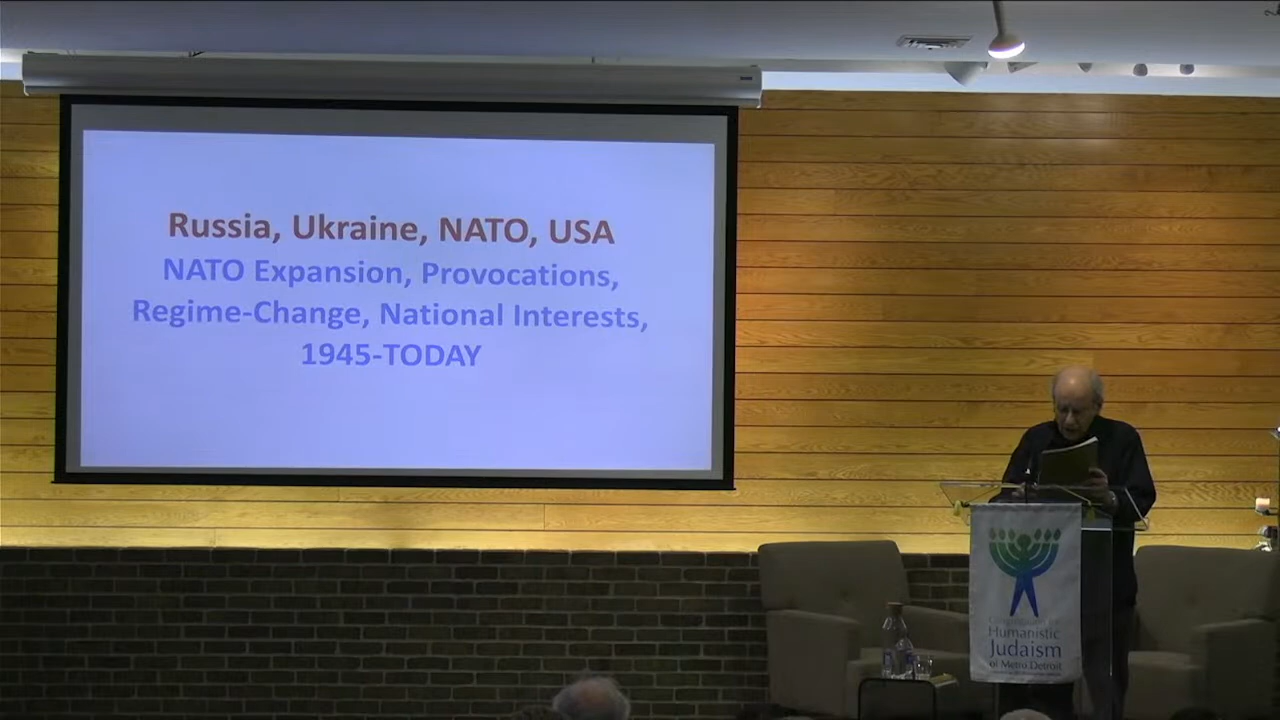 Russia, Ukraine, NATO, USA
NATO Expansion, Provocations,
Regime-Change, National Interests,
1945-TODAY
Humanistic
Judaism
of Metro Detroit